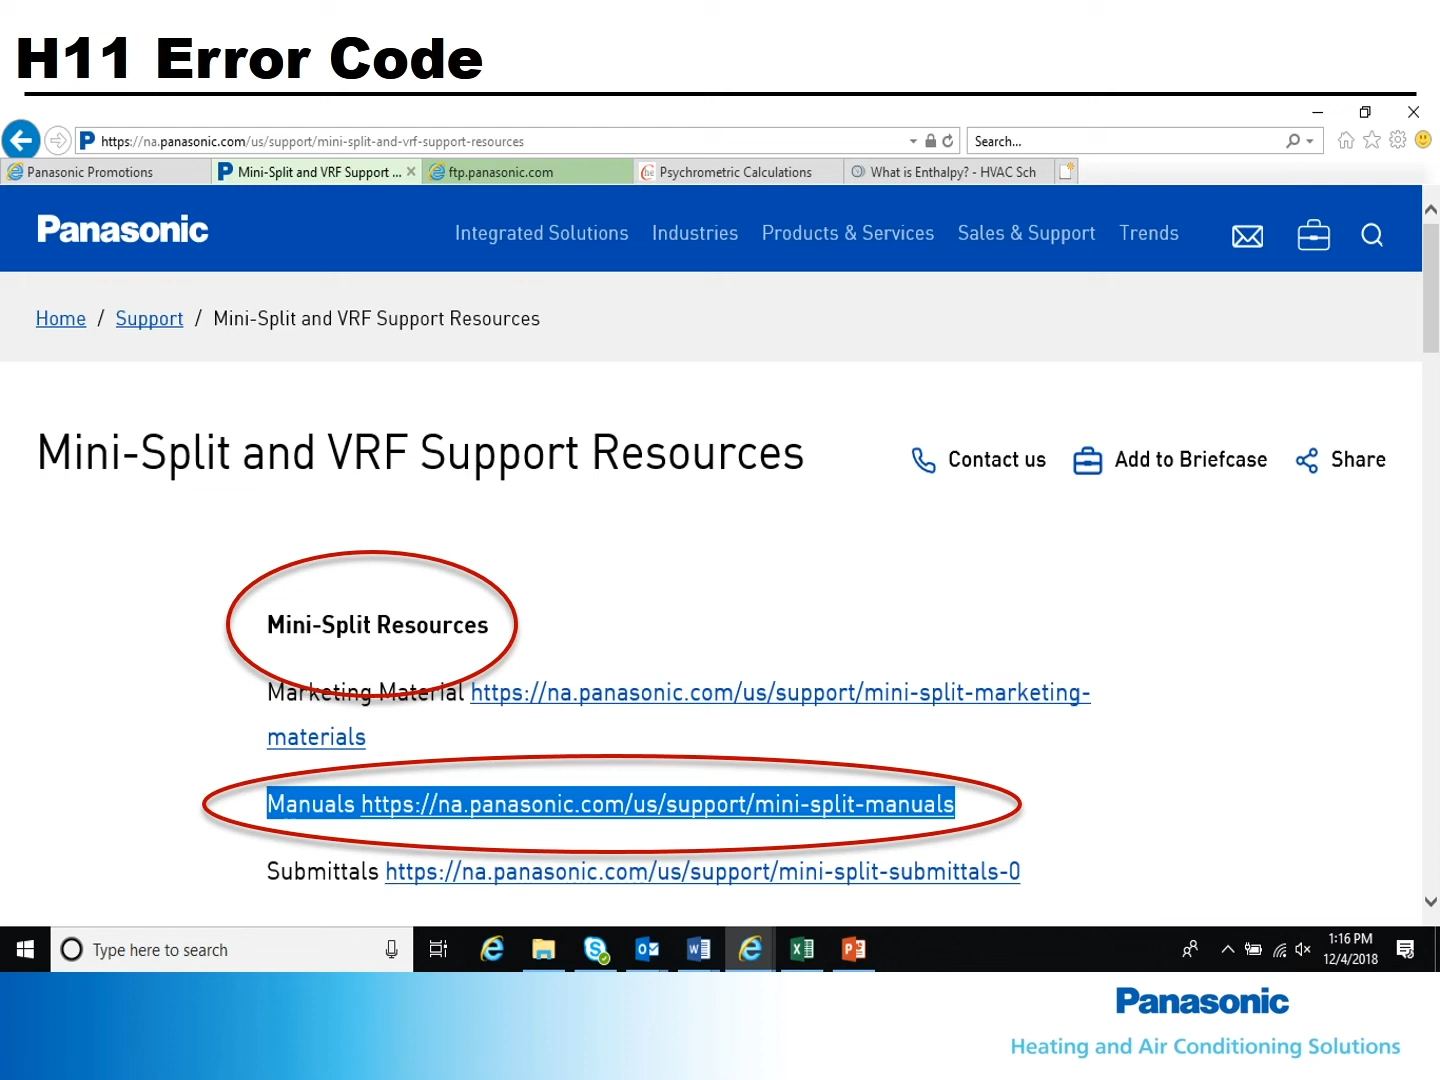 H11 Error Code
https://na.panasonic.com/us/support/mini-split-and-vrf-support-resources
Search...
Panasonic Promotions
Mini-Split and VRF Support ...
ftp.panasonic.com
Psychrometric Calculations
What is Enthalpy? - HVAC Sch
Panasonic
Integrated Solutions
Industries
Products & Services
Sales & Support
Trends
Home / Support / Mini-Split and VRF Support Resources
Mini-Split and VRF Support Resources
Contact us
Add to Briefcase
Share
Mini-Split Resources
Marketing Material https://na.panasonic.com/us/support/mini-split-marketing-
materials
Manuals https://na.panasonic.com/us/support/mini-split-manuals
Submittals https://na.panasonic.com/us/support/mini-split-submittals-0
Type here to search
1:16 PM
12/4/2018
Panasonic
Heating and Air Conditioning Solutions